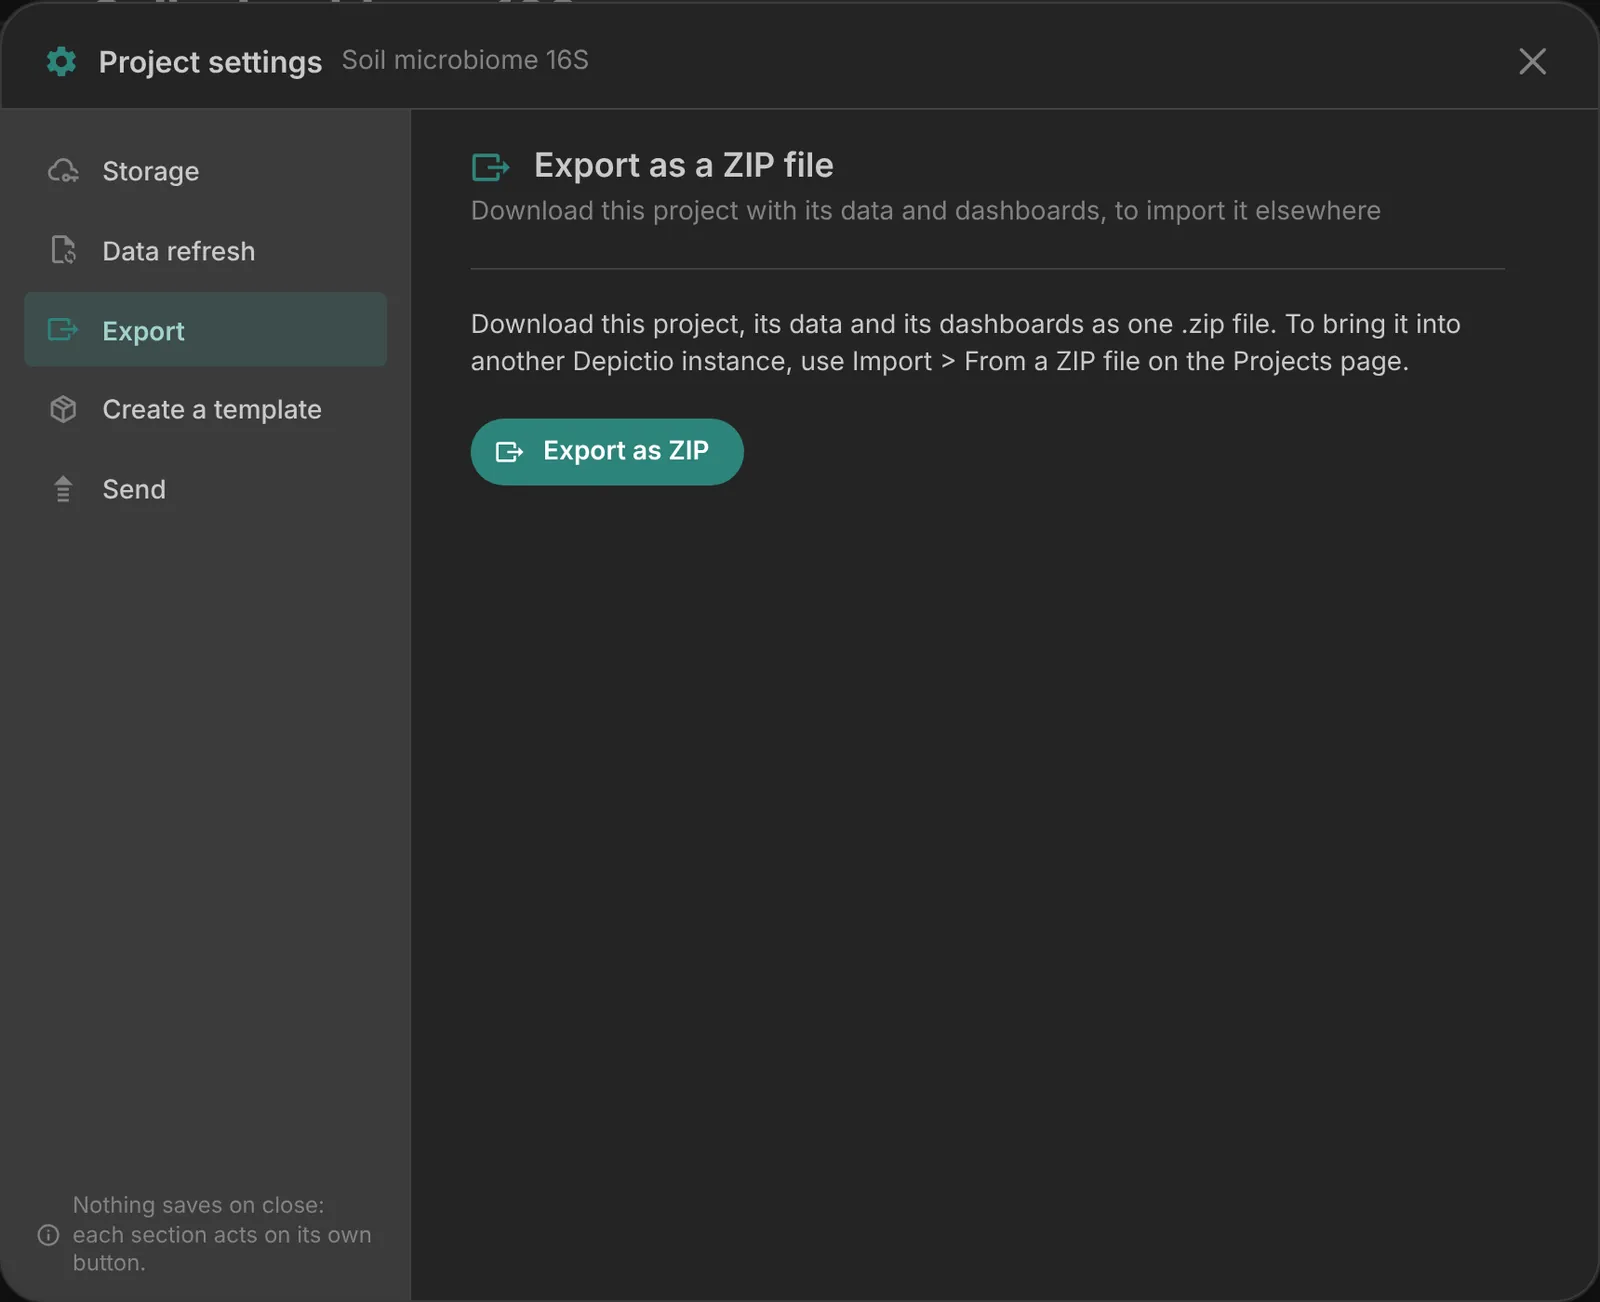 Project settings Soil microbiome 16S
Storage
Data refresh
Export
Create a template
Send
Nothing saves on close:
each section acts on its own
button.
Export as a ZIP file
Download this project with its data and dashboards, to import it elsewhere
Download this project, its data and its dashboards as one .zip file. To bring it into
another Depictio instance, use Import > From a ZIP file on the Projects page.
Export as ZIP